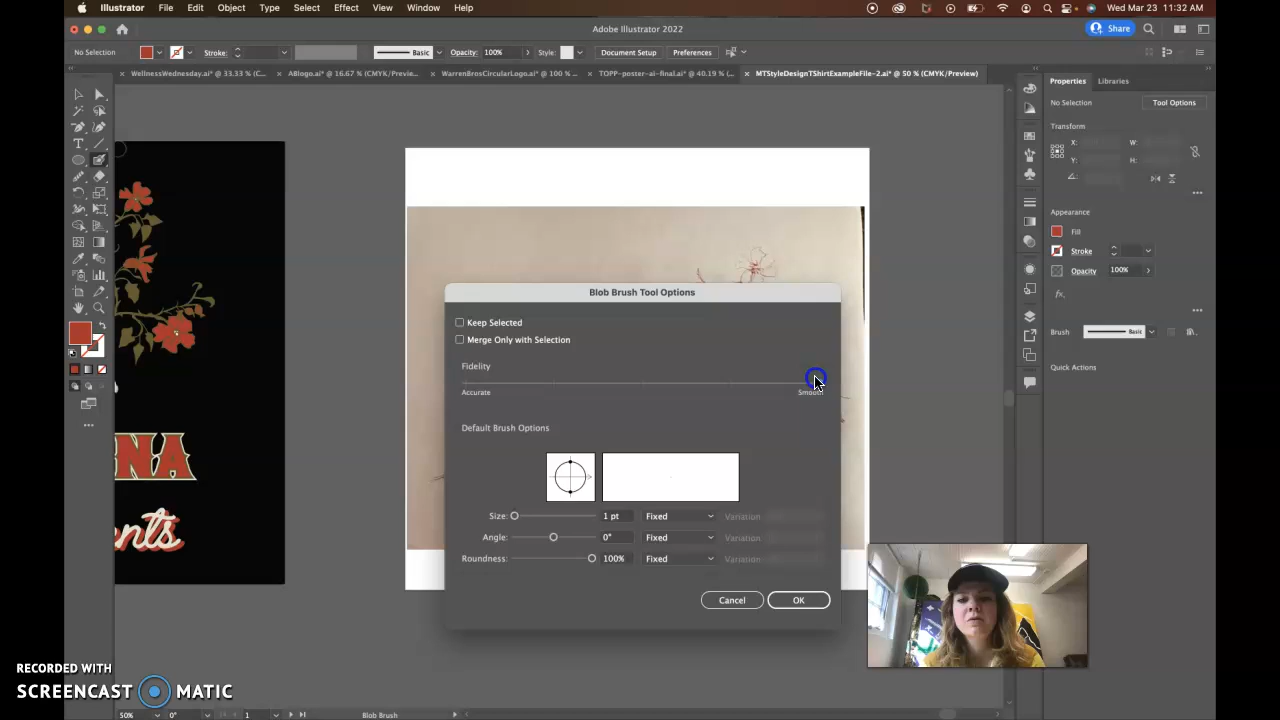 Illustrator File Edit Object Type Select Effect View Window Help Wed Mar 23 11:32 AM
Adobe Illustrator 2022 Share
No Selection Stroke: Basic Opacity: 100% Style: Document Setup Preferences
WellnessWednesday.ai* @ 33.33 % (C... ABlogo.ai* @ 16.67 % (CMYK/Previe... WarrenBrosCircularLogo.ai* @ 100 % ... TOPP-poster-ai-final.ai* @ 40.19 % (... MTStyleDesignTShirtExampleFile-2.ai* @ 50 % (CMYK/Preview)
Properties Libraries
No Selection Tool Options
Transform
X: W:
Y: H:
Appearance
Fill
Stroke
Opacity 100%
fx.
Brush Basic
Quick Actions
Blob Brush Tool Options
Keep Selected
Merge Only with Selection
Fidelity
Accurate Smooth
Default Brush Options
Size: 1 pt Fixed Variation
Angle: 0° Fixed Variation
Roundness: 100% Fixed Variation
Cancel OK
NA
ents
RECORDED WITH
SCREENCAST MATIC
50% 0° 1 Blob Brush